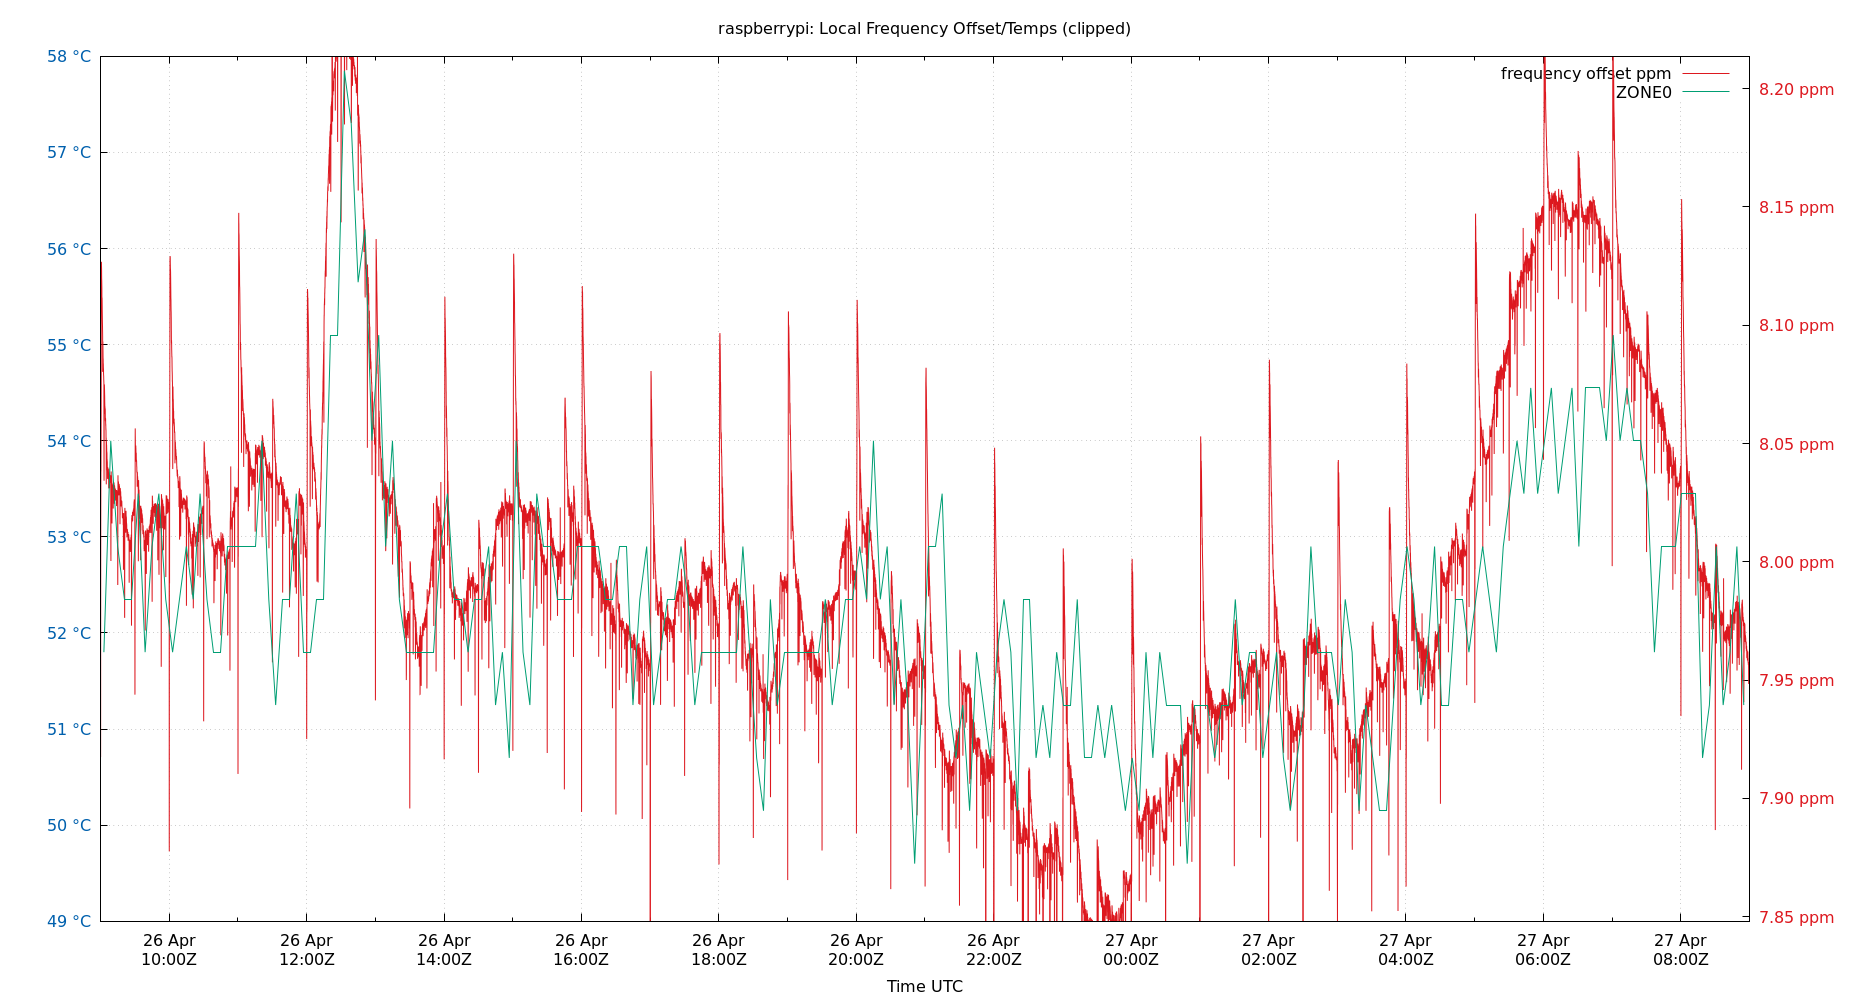 raspberrypi: Local Frequency Offset/Temps (clipped)
58 °C
57 °C
56 °C
55 °C
54 °C
53 °C
52 °C
51 °C
50 °C
49 °C
frequency offset ppm
ZONE0
8.20 ppm
8.15 ppm
8.10 ppm
8.05 ppm
8.00 ppm
7.95 ppm
7.90 ppm
7.85 ppm
26 Apr
10:00Z
26 Apr
12:00Z
26 Apr
14:00Z
26 Apr
16:00Z
26 Apr
18:00Z
26 Apr
20:00Z
26 Apr
22:00Z
27 Apr
00:00Z
27 Apr
02:00Z
27 Apr
04:00Z
27 Apr
06:00Z
27 Apr
08:00Z
Time UTC